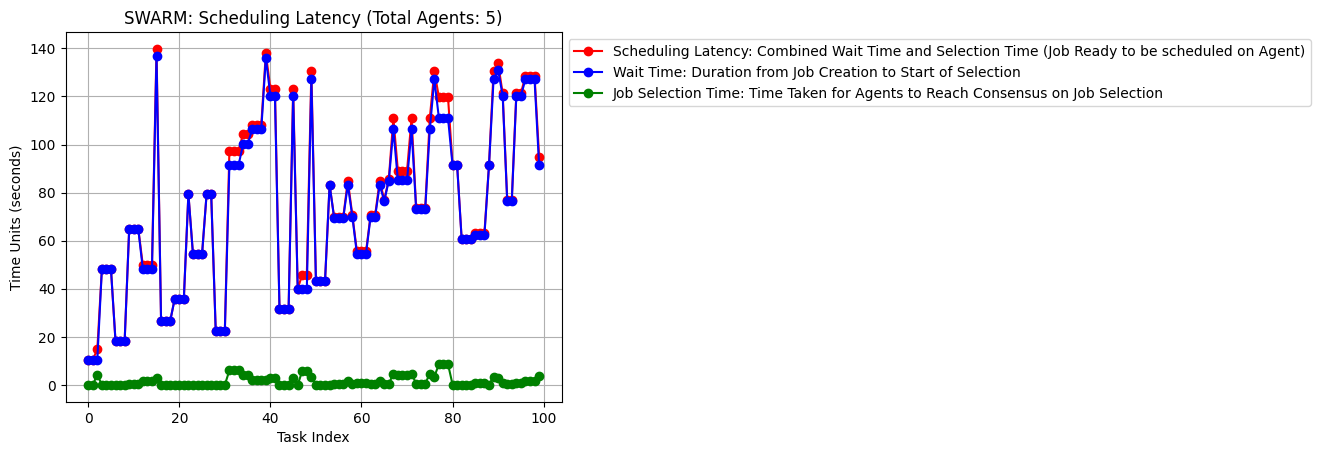 SWARM: Scheduling Latency (Total Agents: 5)
Scheduling Latency: Combined Wait Time and Selection Time (Job Ready to be scheduled on Agent)
Wait Time: Duration from Job Creation to Start of Selection
Job Selection Time: Time Taken for Agents to Reach Consensus on Job Selection
Time Units (seconds)
140
120
100
80
60
40
20
0
0 20 40 60 80 100
Task Index